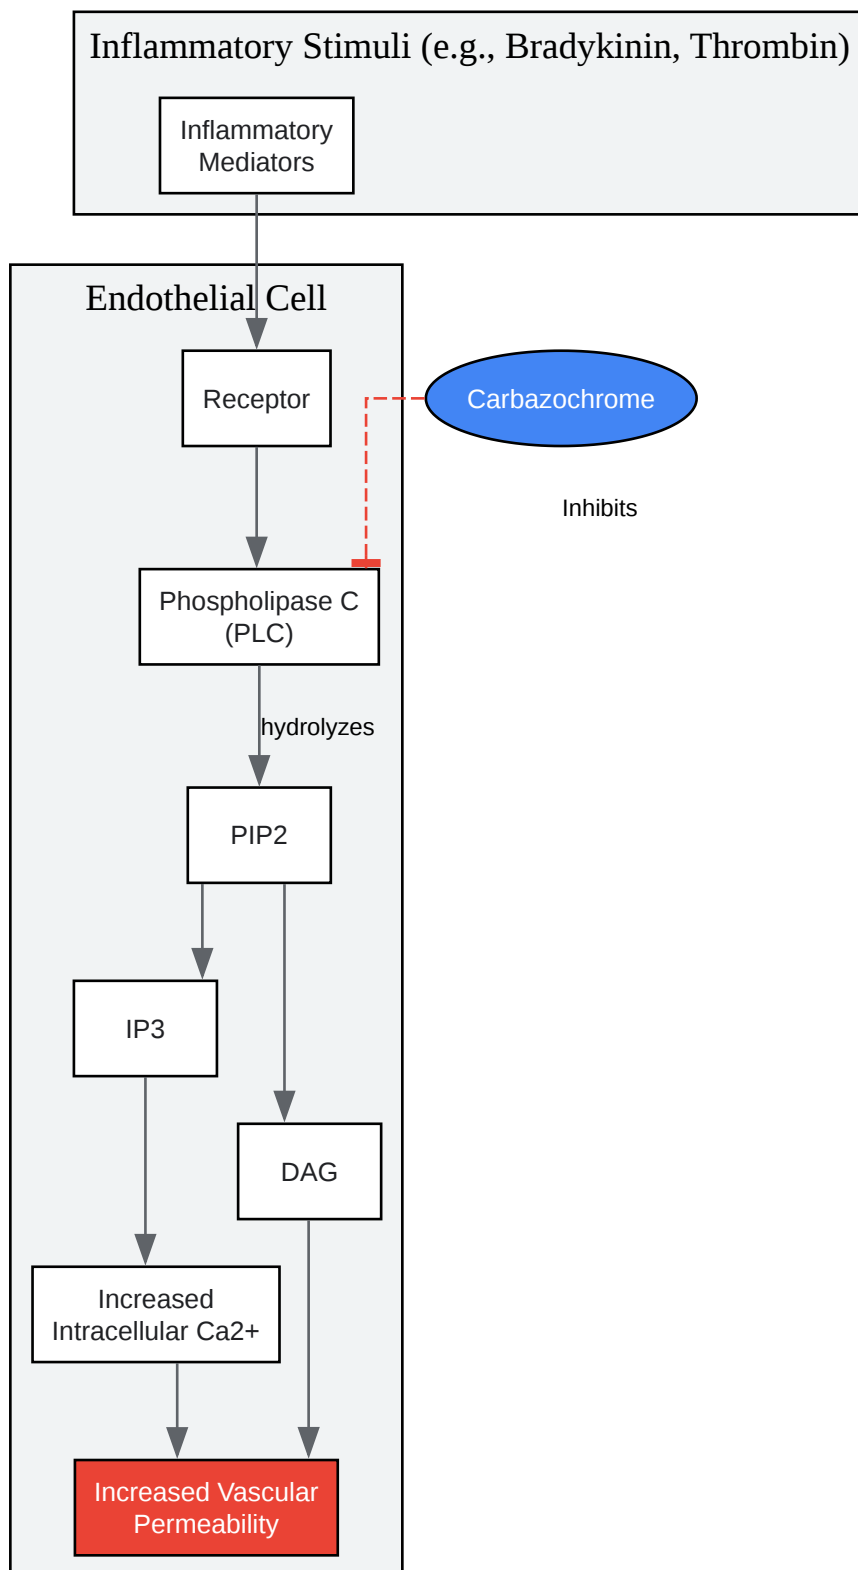 Inflammatory Stimuli (e.g., Bradykinin, Thrombin)
Inflammatory
Mediators
Endothelial Cell
Receptor
Carbazochrome
Inhibits
Phospholipase C
(PLC)
hydrolyzes
PIP2
IP3
DAG
Increased
Intracellular Ca2+
Increased Vascular
Permeability